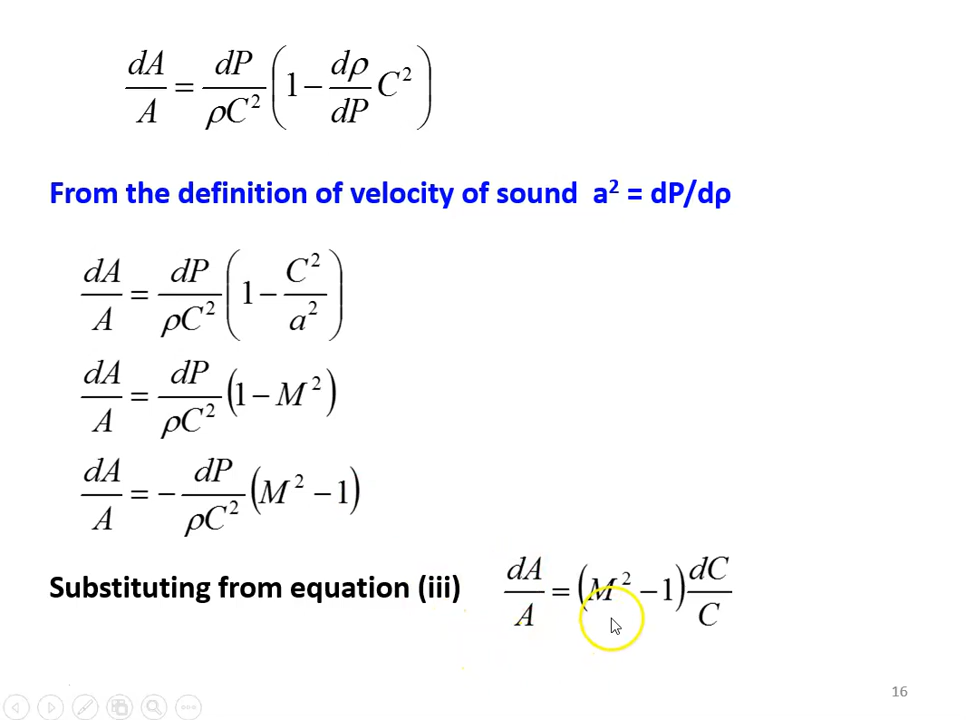 dA/A = dP/ρC² (1 − dρ/dP C²)
From the definition of velocity of sound a² = dP/dρ
dA/A = dP/ρC² (1 − C²/a²)
dA/A = dP/ρC² (1 − M²)
dA/A = − dP/ρC² (M² − 1)
Substituting from equation (iii) dA/A = (M² − 1) dC/C
16